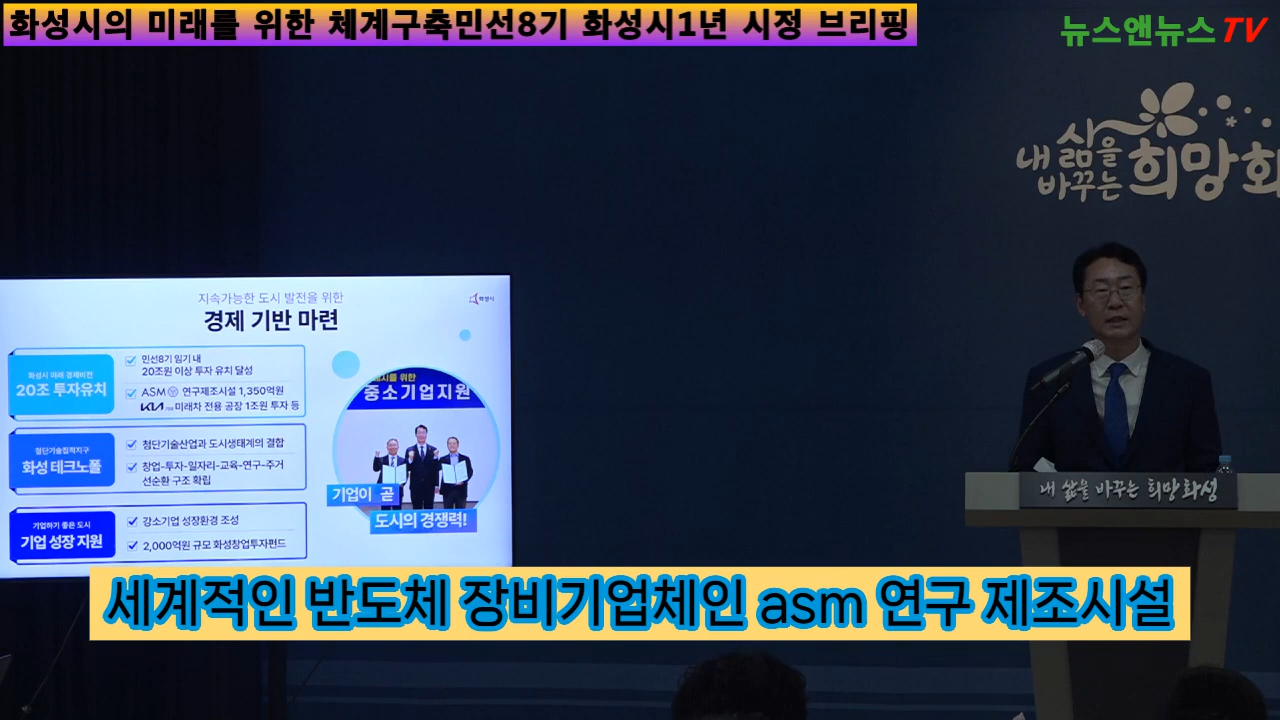 화성시의 미래를 위한 체계구축민선8기 화성시1년 시정 브리핑
뉴스앤뉴스TV
내 삶을
바꾸는 희망화
지속가능한 도시 발전을 위한
화성시
경제 기반 마련
화성시 미래 경제비전
20조 투자유치
민선8기 임기 내
20조원 이상 투자 유치 달성
ASM 연구제조시설 1,350억원
KIA 기아 미래차 전용 공장 1조원 투자 등
첨단기술집적지구
화성 테크노폴
첨단기술산업과 도시생태계의 결합
창업-투자-일자리-교육-연구-주거
선순환 구조 확립
기업하기 좋은 도시
기업 성장 지원
강소기업 성장환경 조성
2,000억원 규모 화성창업투자펀드
시를 위한
중소기업지원
기업이 곧
도시의 경쟁력!
내 삶을 바꾸는 희망화성
세계적인 반도체 장비기업체인 asm 연구 제조시설